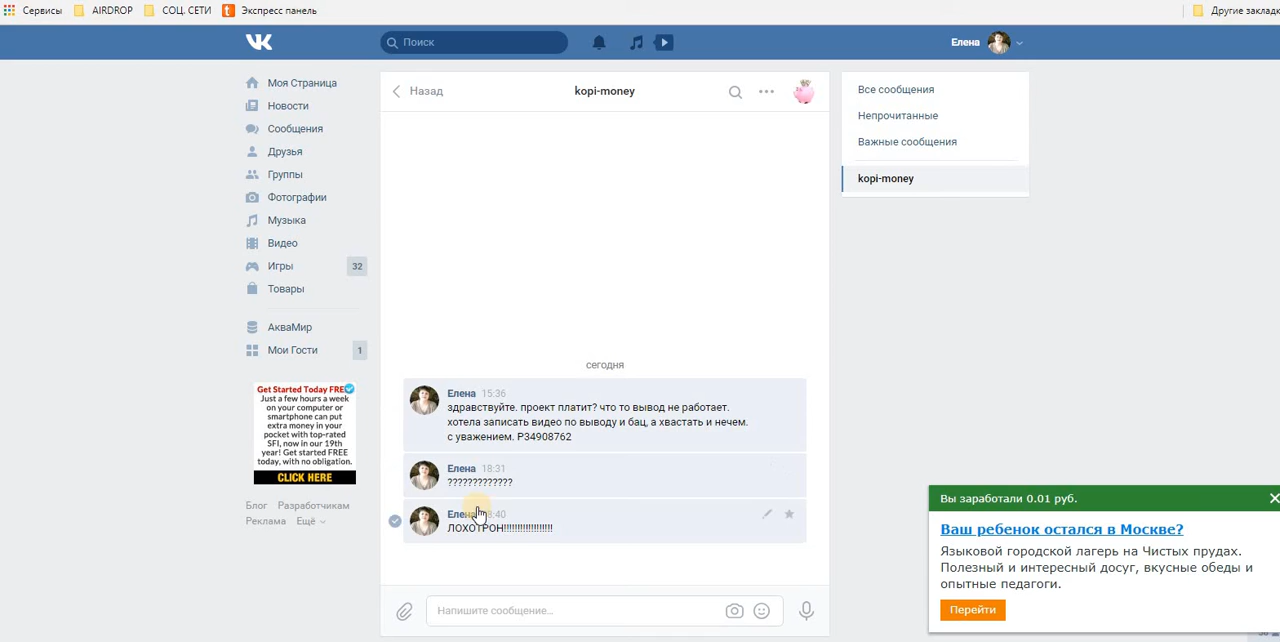 Сервисы AIRDROP СОЦ. СЕТИ Экспресс панель
VK Поиск Елена
Моя Страница
Новости
Сообщения
Друзья
Группы
Фотографии
Музыка
Видео
Игры 32
Товары
АкваМир
Мои Гости 1
Get Started Today FREE
Just a few hours a week
on your computer or
smartphone can put
extra money in your
pocket with top-rated
SFI, now in our 19th
year! Get started FREE
today, with no obligation.
CLICK HERE
Блог Разработчикам
Реклама Ещё
Назад kopi-money
сегодня
Елена 15:36
здравствуйте. проект платит? что то вывод не работает.
хотела записать видео по выводу и бац, а хвастать и нечем.
с уважением. P34908762
Елена 18:31
?????????????
ЛОХОТРОН!!!!!!!!!!!!!!!!!!
Напишите сообщение..
Все сообщения
Непрочитанные
Важные сообщения
kopi-money
Вы заработали 0.01 руб.
Ваш ребенок остался в Москве?
Языковой городской лагерь на Чистых прудах.
Полезный и интересный досуг, вкусные обеды и
опытные педагоги.
Перейти